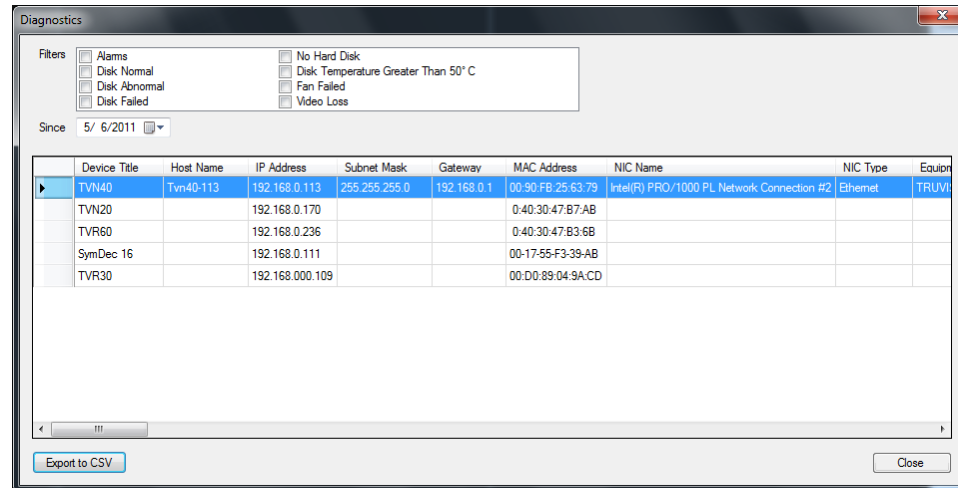 Diagnostics
Filters
Alarms
No Hard Disk
Disk Normal
Disk Temperature Greater Than 50° C
Disk Abnormal
Fan Failed
Disk Failed
Video Loss
Since 5/ 6/2011
Device Title Host Name IP Address Subnet Mask Gateway MAC Address NIC Name NIC Type Equipn
TVN40 Tvn40-113 192.168.0.113 255.255.255.0 192.168.0.1 00:90:FB:25:63:79 Intel(R) PRO/1000 PL Network Connection #2 Ethernet TRUVI
TVN20 192.168.0.170 0:40:30:47:B7:AB
TVR60 192.168.0.236 0:40:30:47:B3:6B
SymDec 16 192.168.0.111 00-17-55-F3-39-AB
TVR30 192.168.000.109 00:D0:89:04:9A:CD
Export to CSV
Close